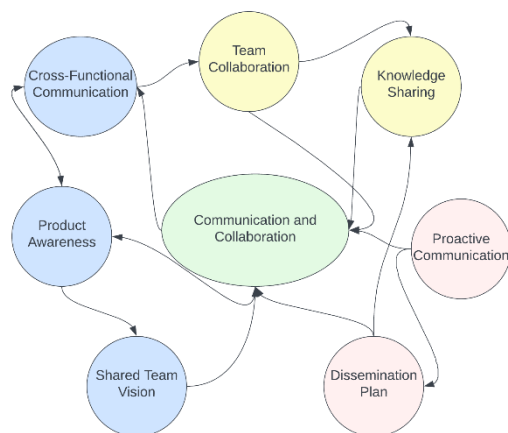 Team
Collaboration
Cross-Functional
Communication
Knowledge
Sharing
Communication and
Collaboration
Product
Awareness
Proactive
Communication
Shared Team
Vision
Dissemination
Plan